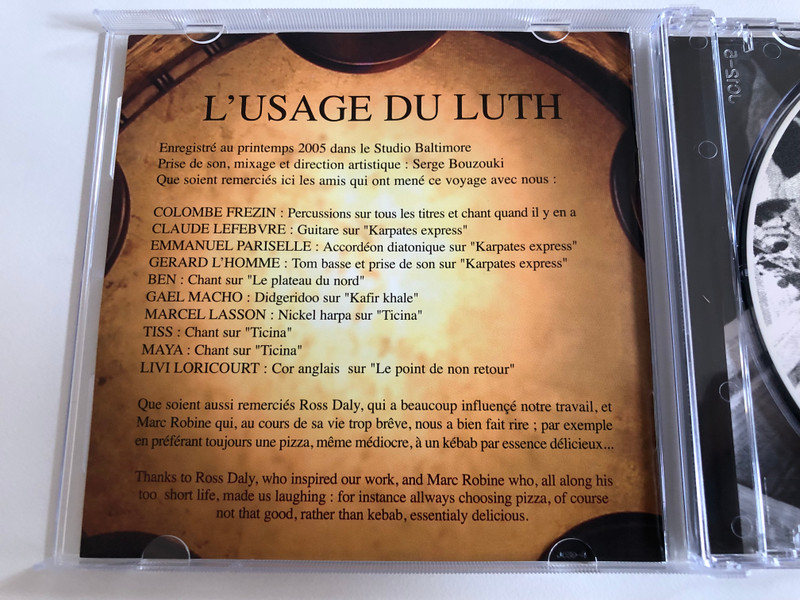 L'USAGE DU LUTH
Enregistré au printemps 2005 dans le Studio Baltimore
Prise de son, mixage et direction artistique : Serge Bouzouki
Que soient remerciés ici les amis qui ont mené ce voyage avec nous :
COLOMBE FREZIN : Percussions sur tous les titres et chant quand il y en a
CLAUDE LEFEBVRE : Guitare sur "Karpates express"
EMMANUEL PARISELLE : Accordéon diatonique sur "Karpates express"
GERARD L'HOMME : Tom basse et prise de son sur "Karpates express"
BEN : Chant sur "Le plateau du nord"
GAEL MACHO : Didgeridoo sur "Kafir khale"
MARCEL LASSON : Nickel harpa sur "Ticina"
TISS : Chant sur "Ticina"
MAYA : Chant sur "Ticina"
LIVI LORICOURT : Cor anglais sur "Le point de non retour"
Que soient aussi remerciés Ross Daly, qui a beaucoup influençé notre travail, et
Marc Robine qui, au cours de sa vie trop brêve, nous a bien fait rire ; par exemple
en préférant toujours une pizza, même médiocre, à un kébab par essence délicieux...
Thanks to Ross Daly, who inspired our work, and Marc Robine who, all along his
too short life, made us laughing : for instance allways choosing pizza, of course
not that good, rather than kebab, essentialy delicious.